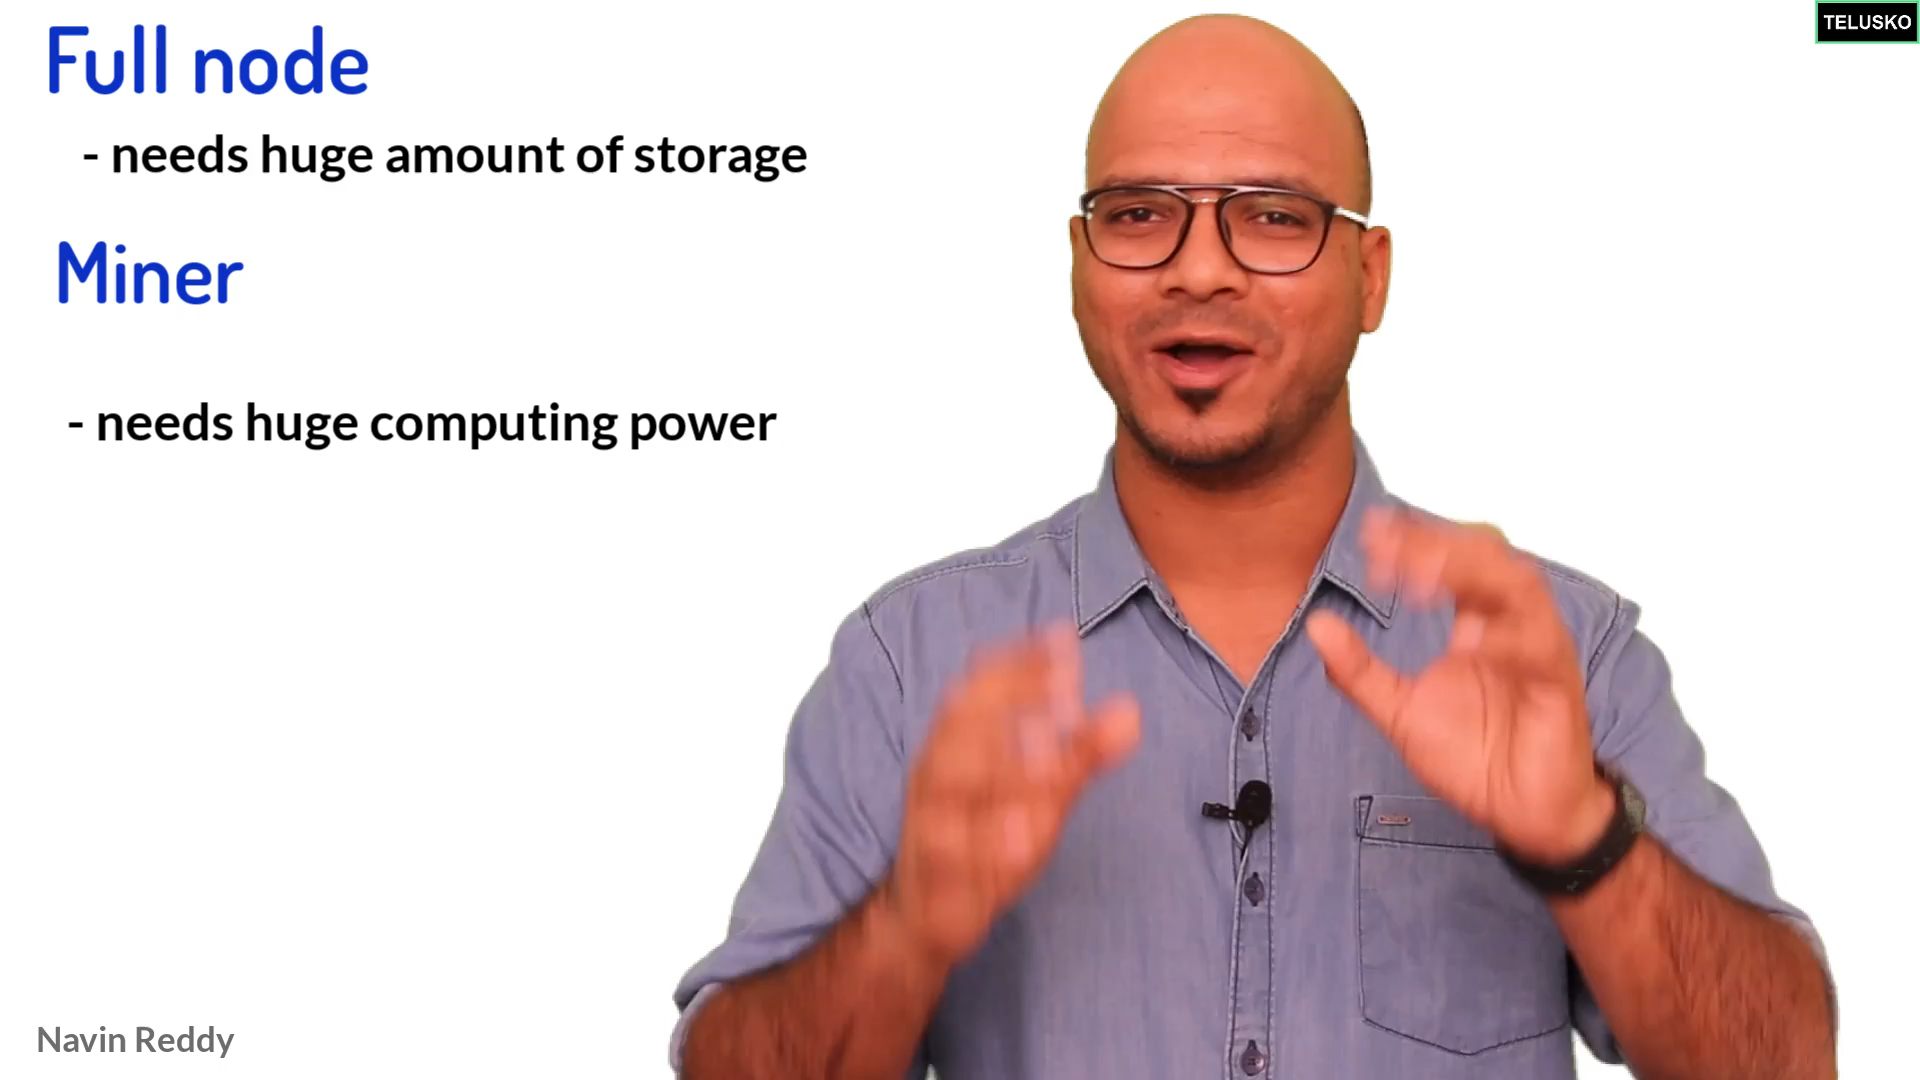 Full node
- needs huge amount of storage
Miner
- needs huge computing power
TELUSKO
Navin Reddy